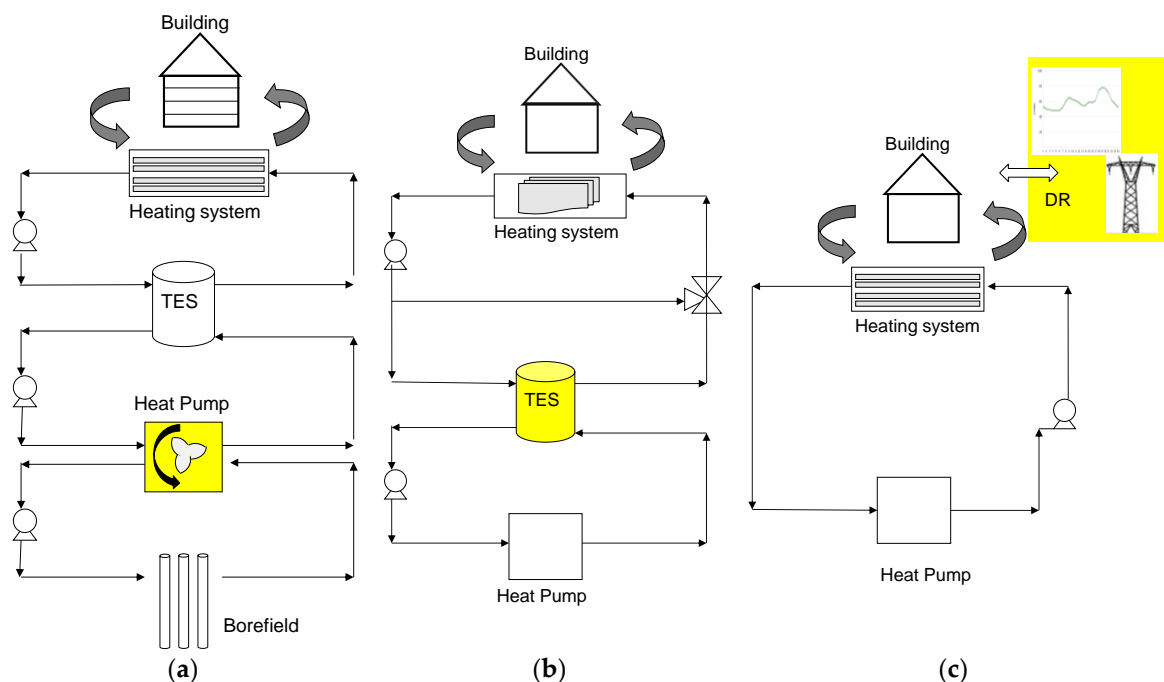 Building
Heating system
TES
Heat Pump
Borefield
(a)
Building
Heating system
TES
Heat Pump
(b)
Building
DR
Heating system
Heat Pump
(c)